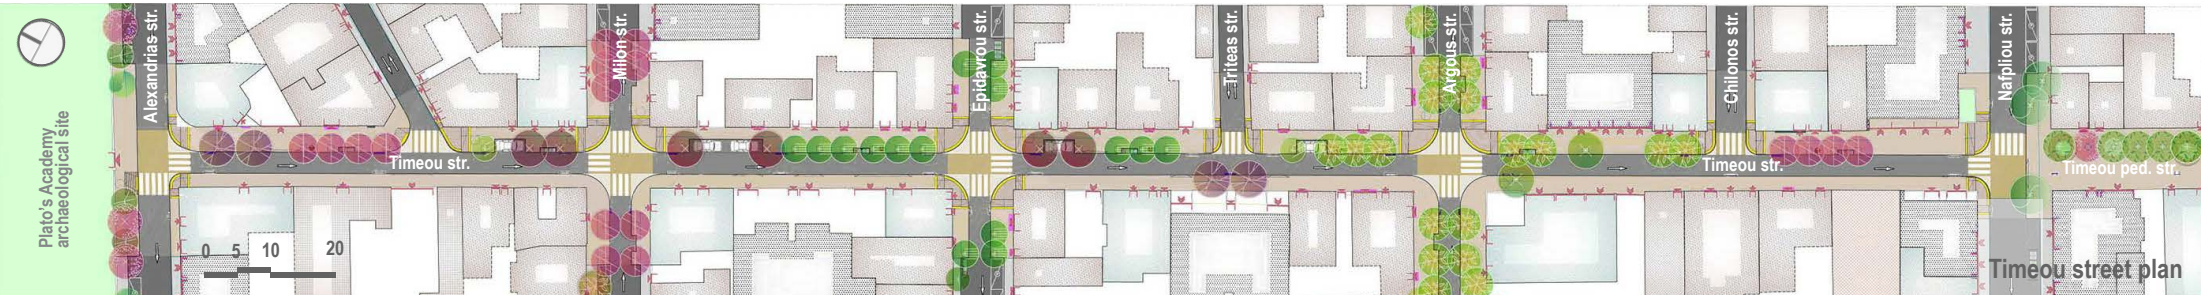 Alexandrias str.
Milon str.
Epidavrou str.
Triteas str.
Argous str.
Chilonos str.
Nafpliou str.
Plato's Academy
archaeological site
Timeou str.
Timeou str.
Timeou ped. str.
0 5 10 20
Timeou street plan